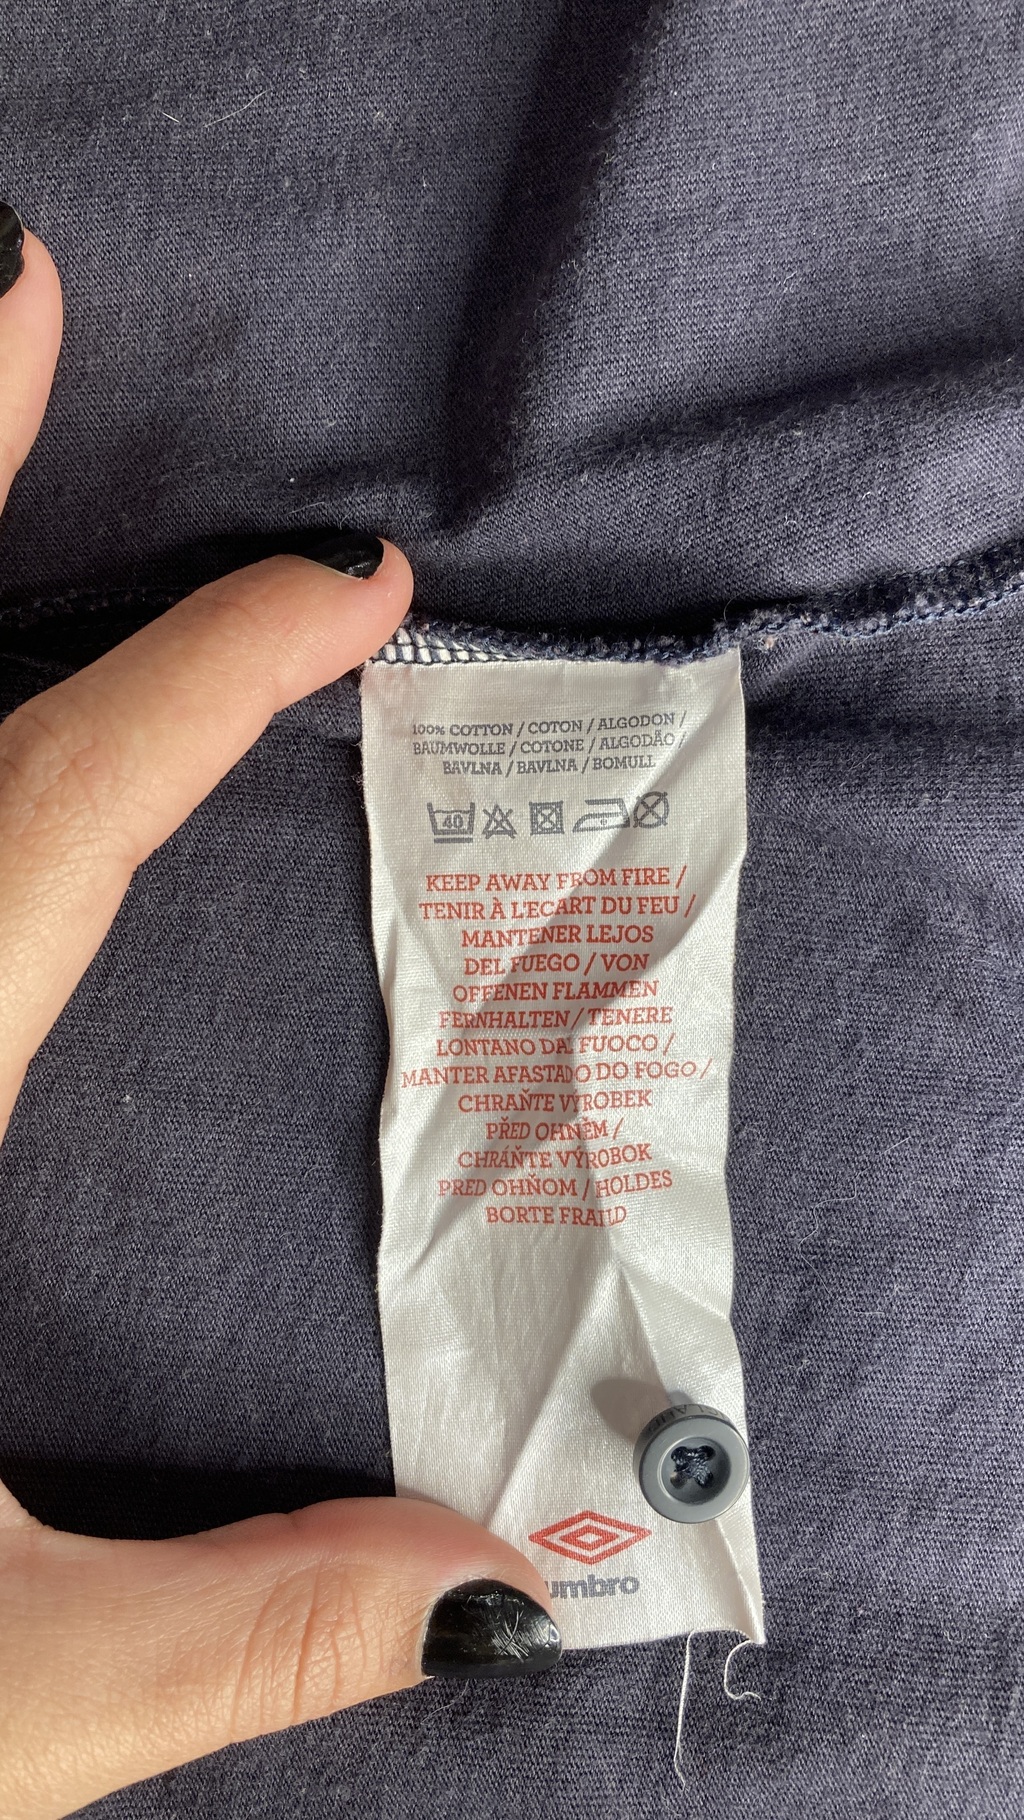 100% COTTON / COTON / ALGODON /
BAUMWOLLE / COTONE / ALGODÃO /
BAVLNA / BAVLNA / BOMULL
40
KEEP AWAY FROM FIRE /
TENIR À L'ECART DU FEU /
MANTENER LEJOS
DEL FUEGO / VON
OFFENEN FLAMMEN
FERNHALTEN / TENERE
LONTANO DAL FUOCO /
MANTER AFASTADO DO FOGO /
CHRAŇTE VÝROBEK
PŘED OHNĚM /
CHRÁŇTE VÝROBOK
PRED OHŇOM / HOLDES
BORTE FRA ILD
umbro